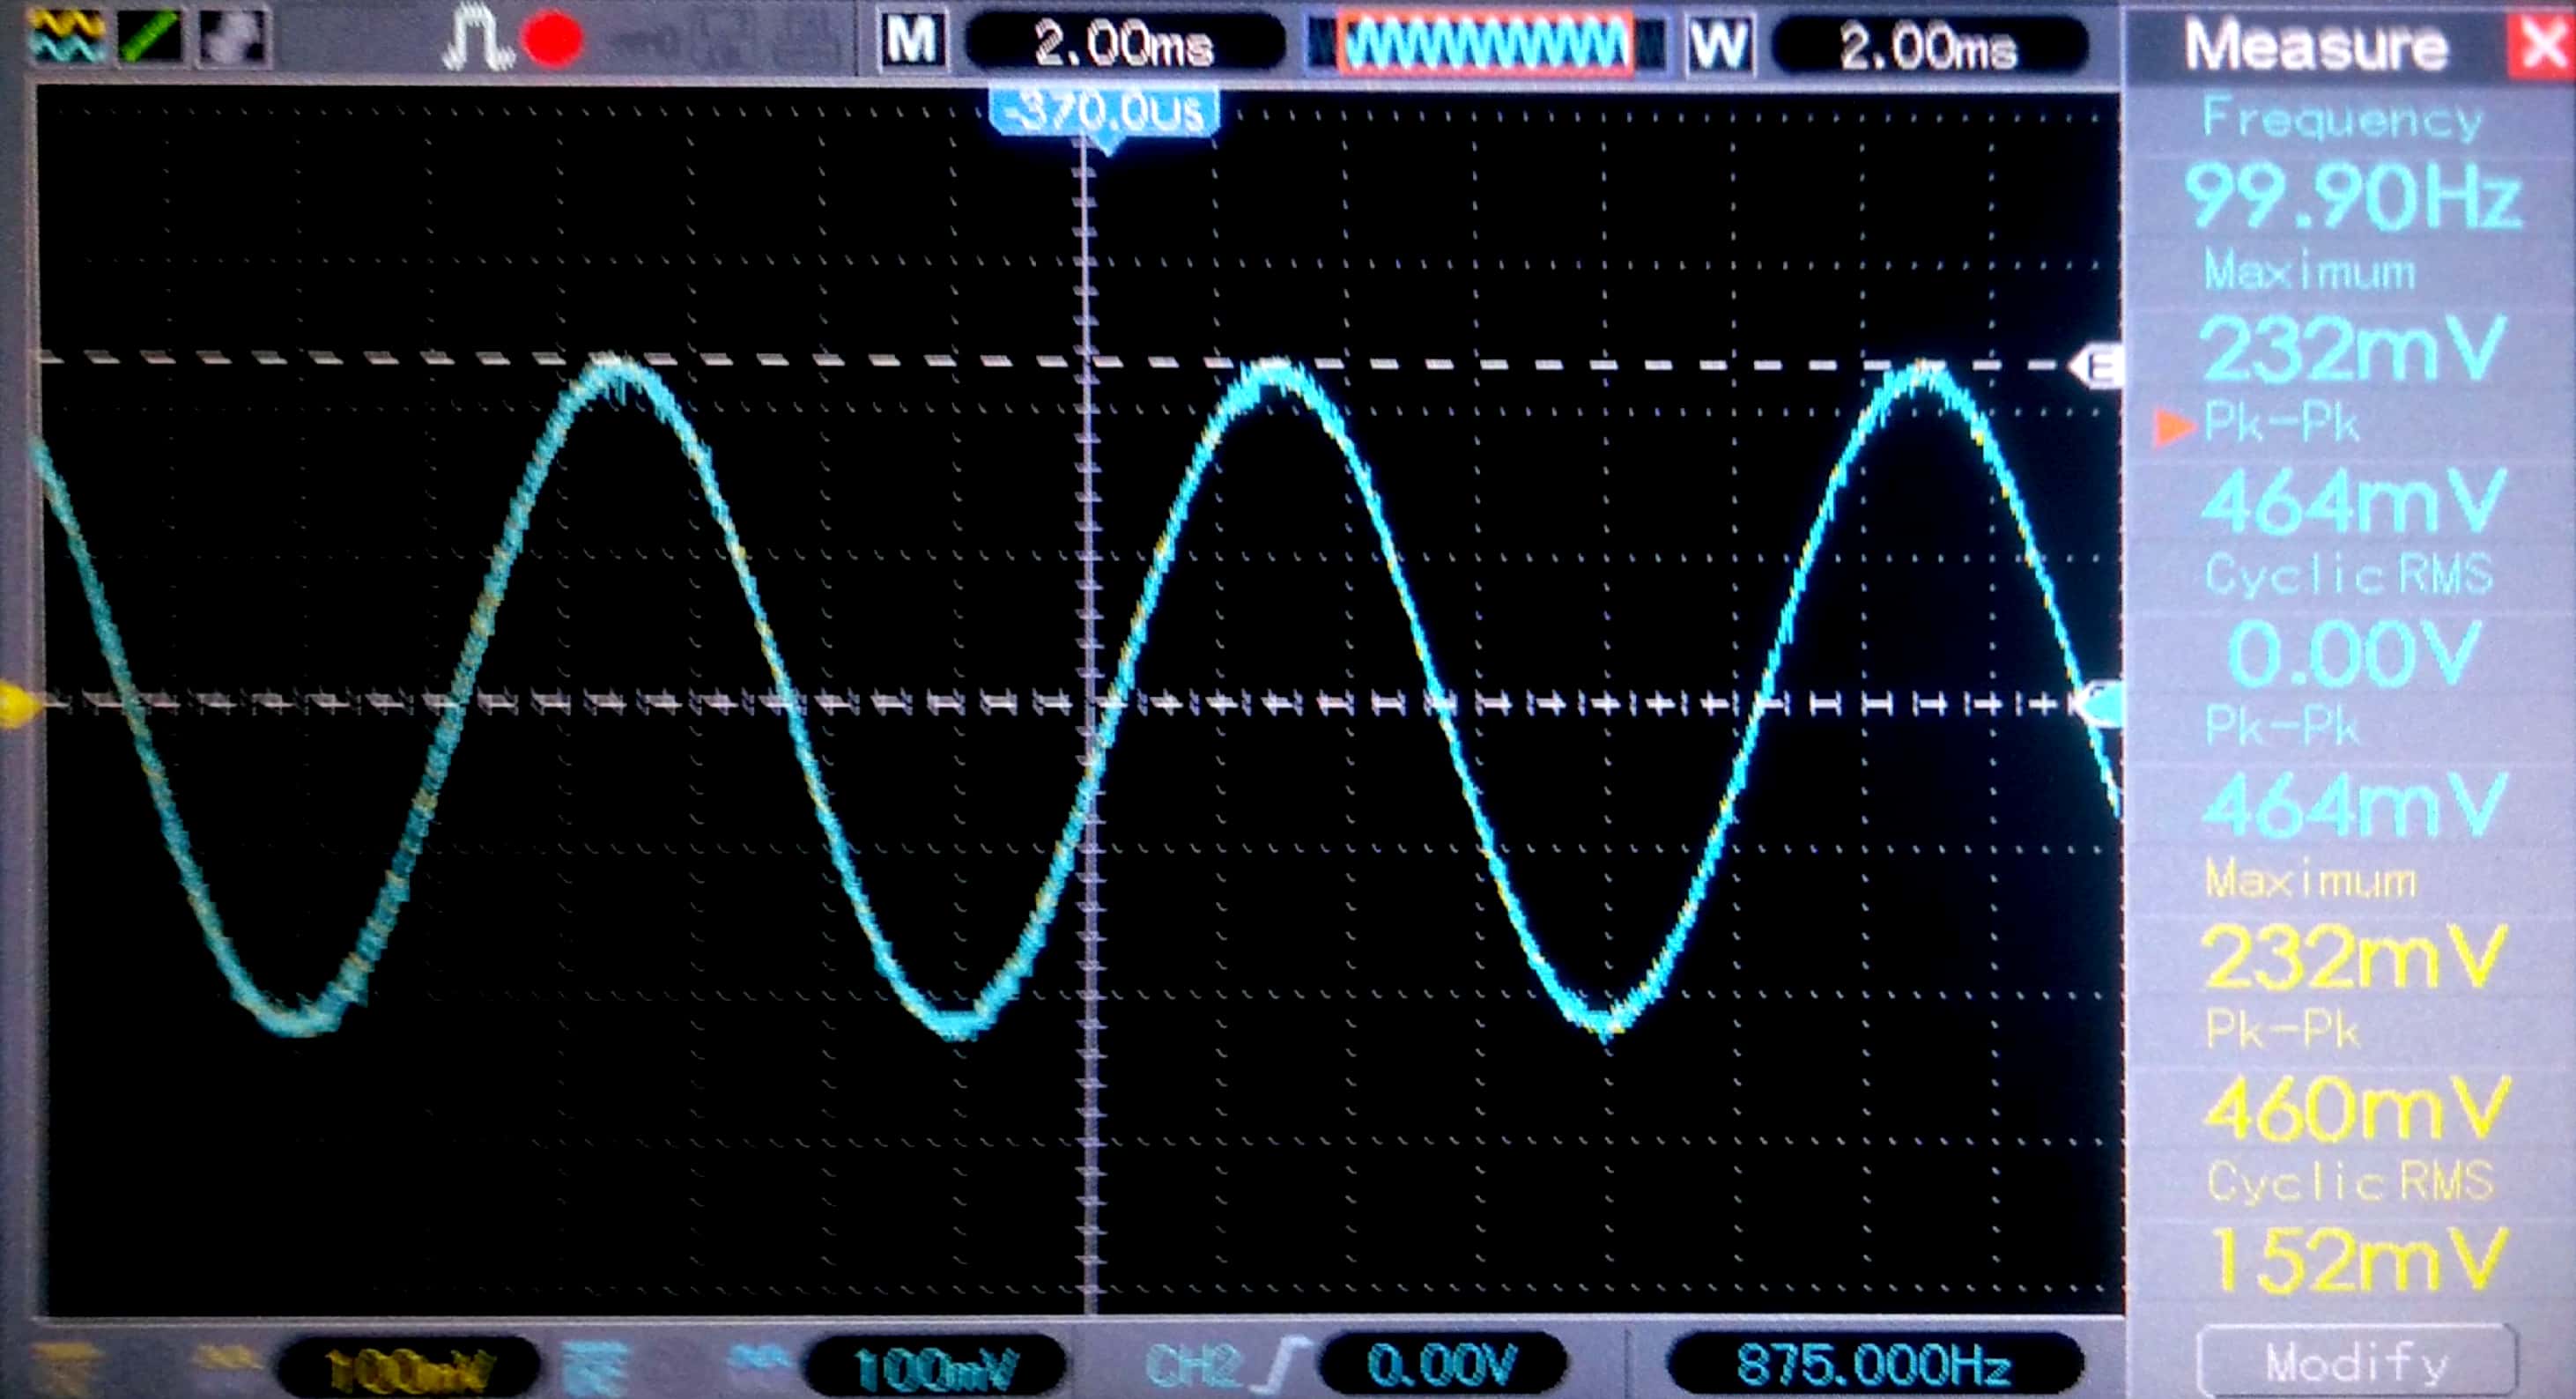 M 2.00ms W 2.00ms
Measure X
-370.0us
Frequency
99.90Hz
Maximum
232mV
Pk-Pk
464mV
Cyclic RMS
0.00V
Pk-Pk
464mV
Maximum
232mV
Pk-Pk
460mV
Cyclic RMS
152mV
100mV 100mV CH2 0.00V 875.000Hz
Modify